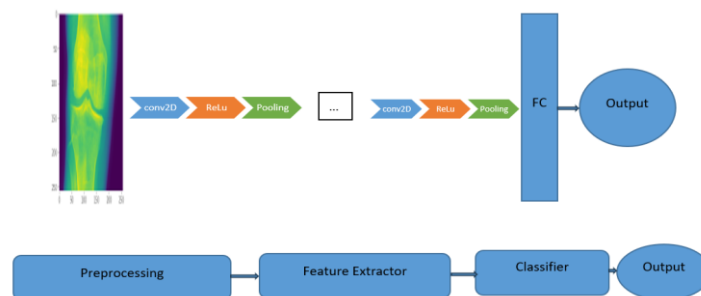 conv2D ReLu Pooling ... conv2D ReLu Pooling FC Output
Preprocessing Feature Extractor Classifier Output